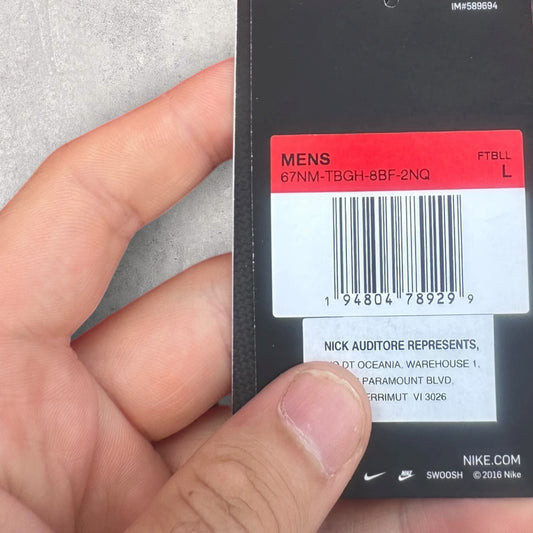 IM#589694
MENS FTBLL
67NM-TBGH-8BF-2NQ L
1 94804 78929 9
NICK AUDITORE REPRESENTS,
DT OCEANIA, WAREHOUSE 1,
PARAMOUNT BLVD,
VI 3026
NIKE.COM
SWOOSH © 2016 Nike